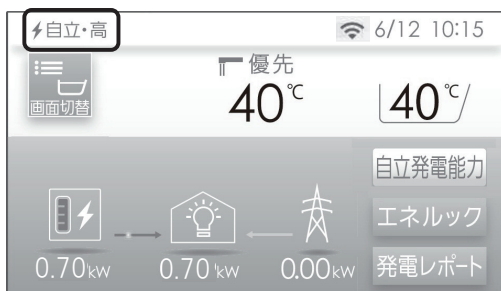 自立・高
6/12 10:15
画面切替
優先
40℃
40℃
自立発電能力
エネルック
発電レポート
0.70kW
0.70kW
0.00kW